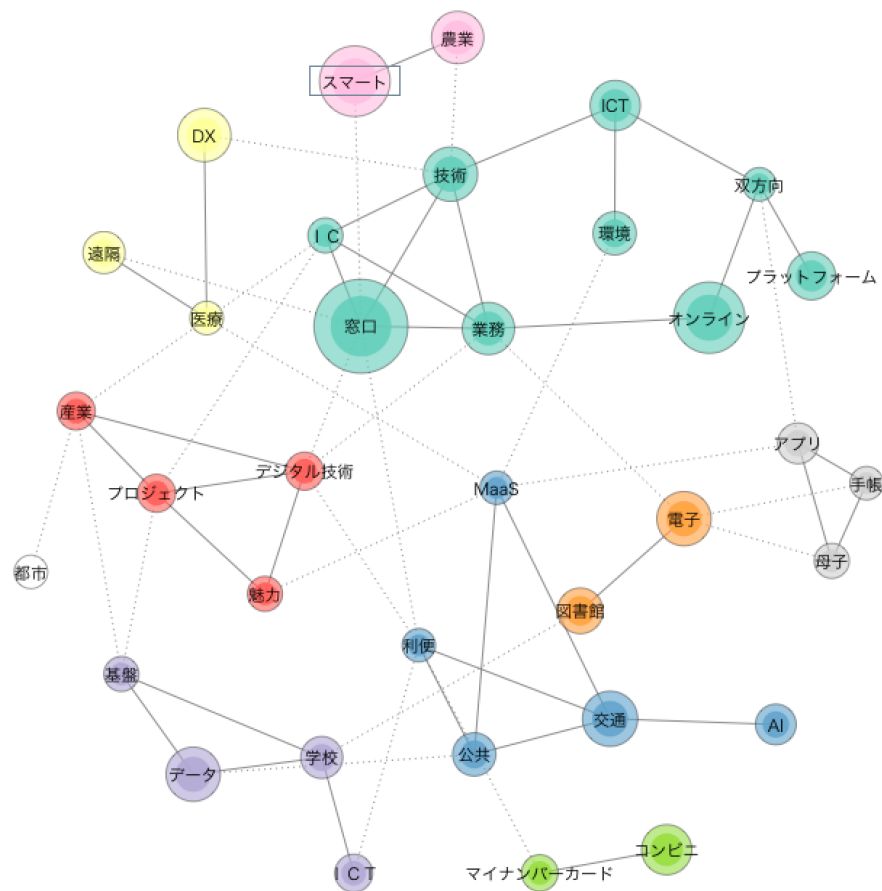 農業
スマート
ICT
DX
技術
双方向
ＩＣ
環境
遠隔
プラットフォーム
医療
窓口
業務
オンライン
産業
アプリ
デジタル技術
プロジェクト
MaaS
手帳
電子
都市
母子
魅力
図書館
利便
基盤
交通
AI
学校
公共
データ
コンビニ
ＩＣＴ
マイナンバーカード